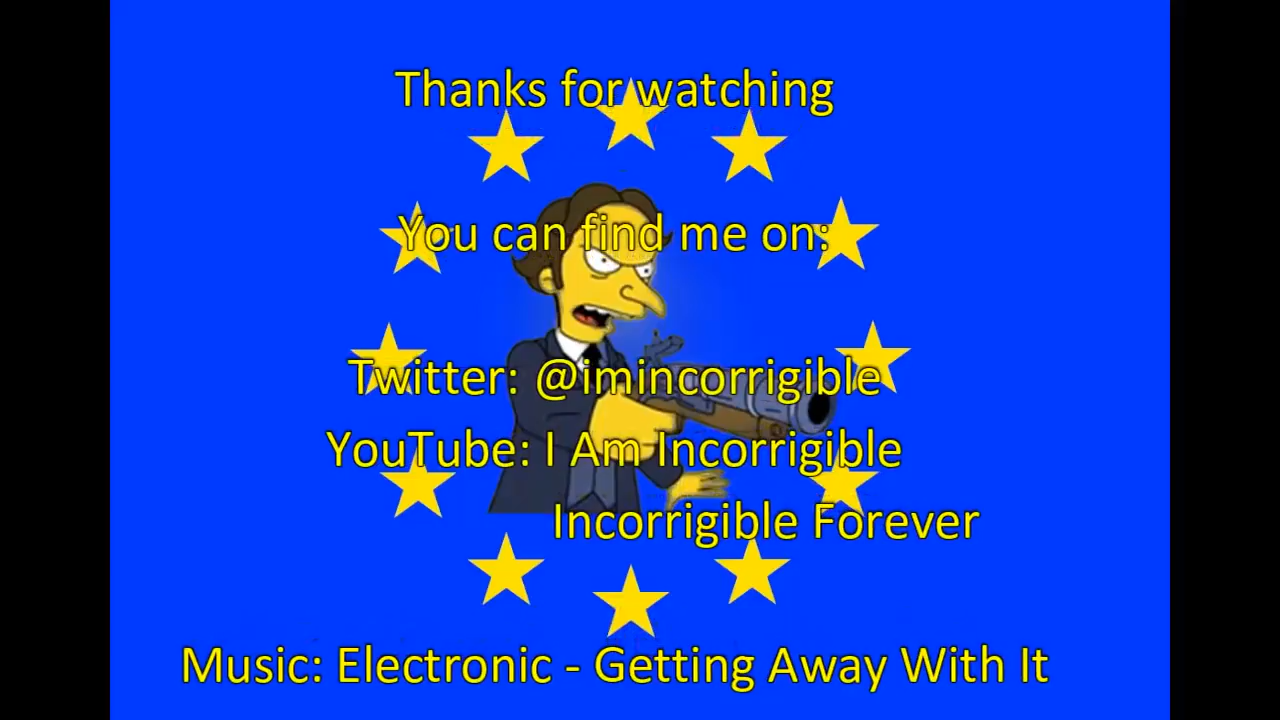 Thanks for watching
You can find me on:
Twitter: @imincorrigible
YouTube: I Am Incorrigible
Incorrigible Forever
Music: Electronic - Getting Away With It